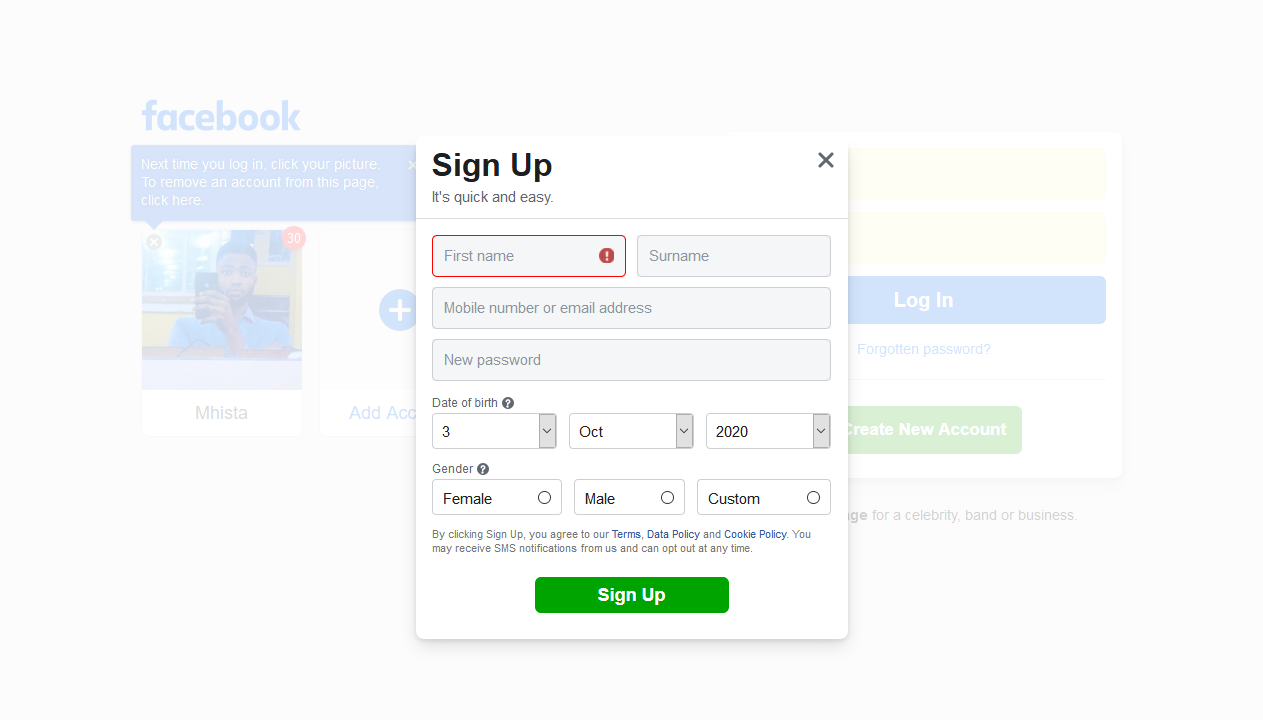 facebook
Next time you log in, click your picture.
To remove an account from this page,
click here.
30
Mhista
Add Acc
Sign Up
It's quick and easy.
First name
Surname
Mobile number or email address
New password
Date of birth
3
Oct
2020
Gender
Female
Male
Custom
By clicking Sign Up, you agree to our Terms, Data Policy and Cookie Policy. You
may receive SMS notifications from us and can opt out at any time.
Sign Up
Log In
Forgotten password?
Create New Account
ge for a celebrity, band or business.